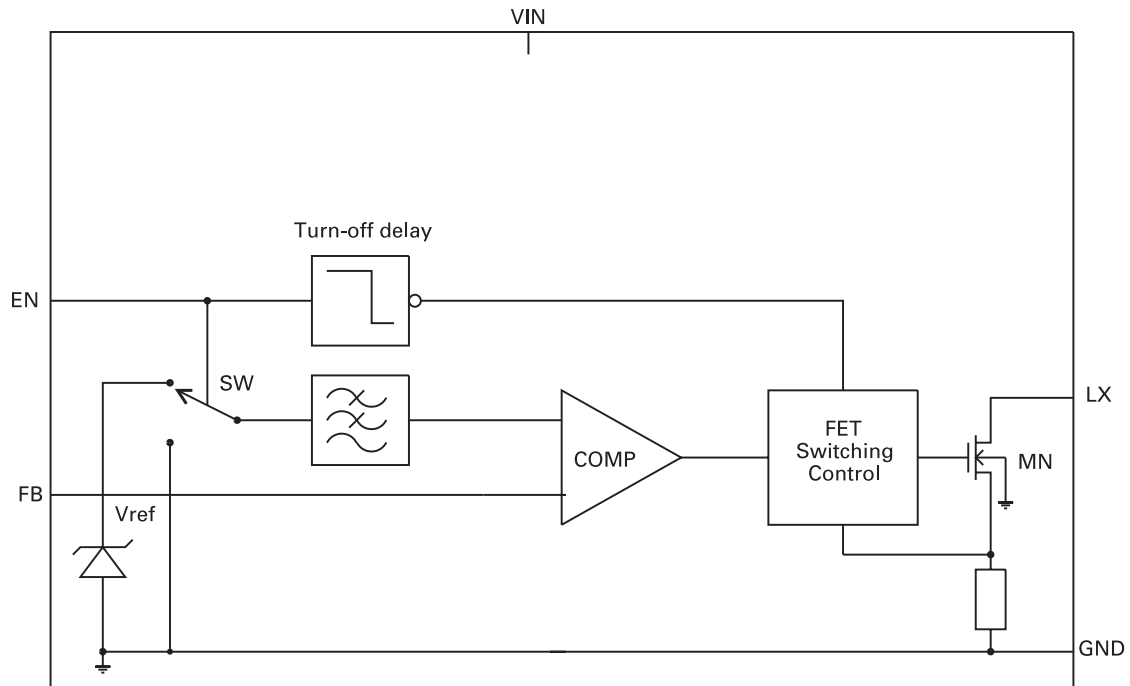 VIN
Turn-off delay
EN
SW
LX
FET
Switching
Control
COMP
MN
FB
Vref
GND